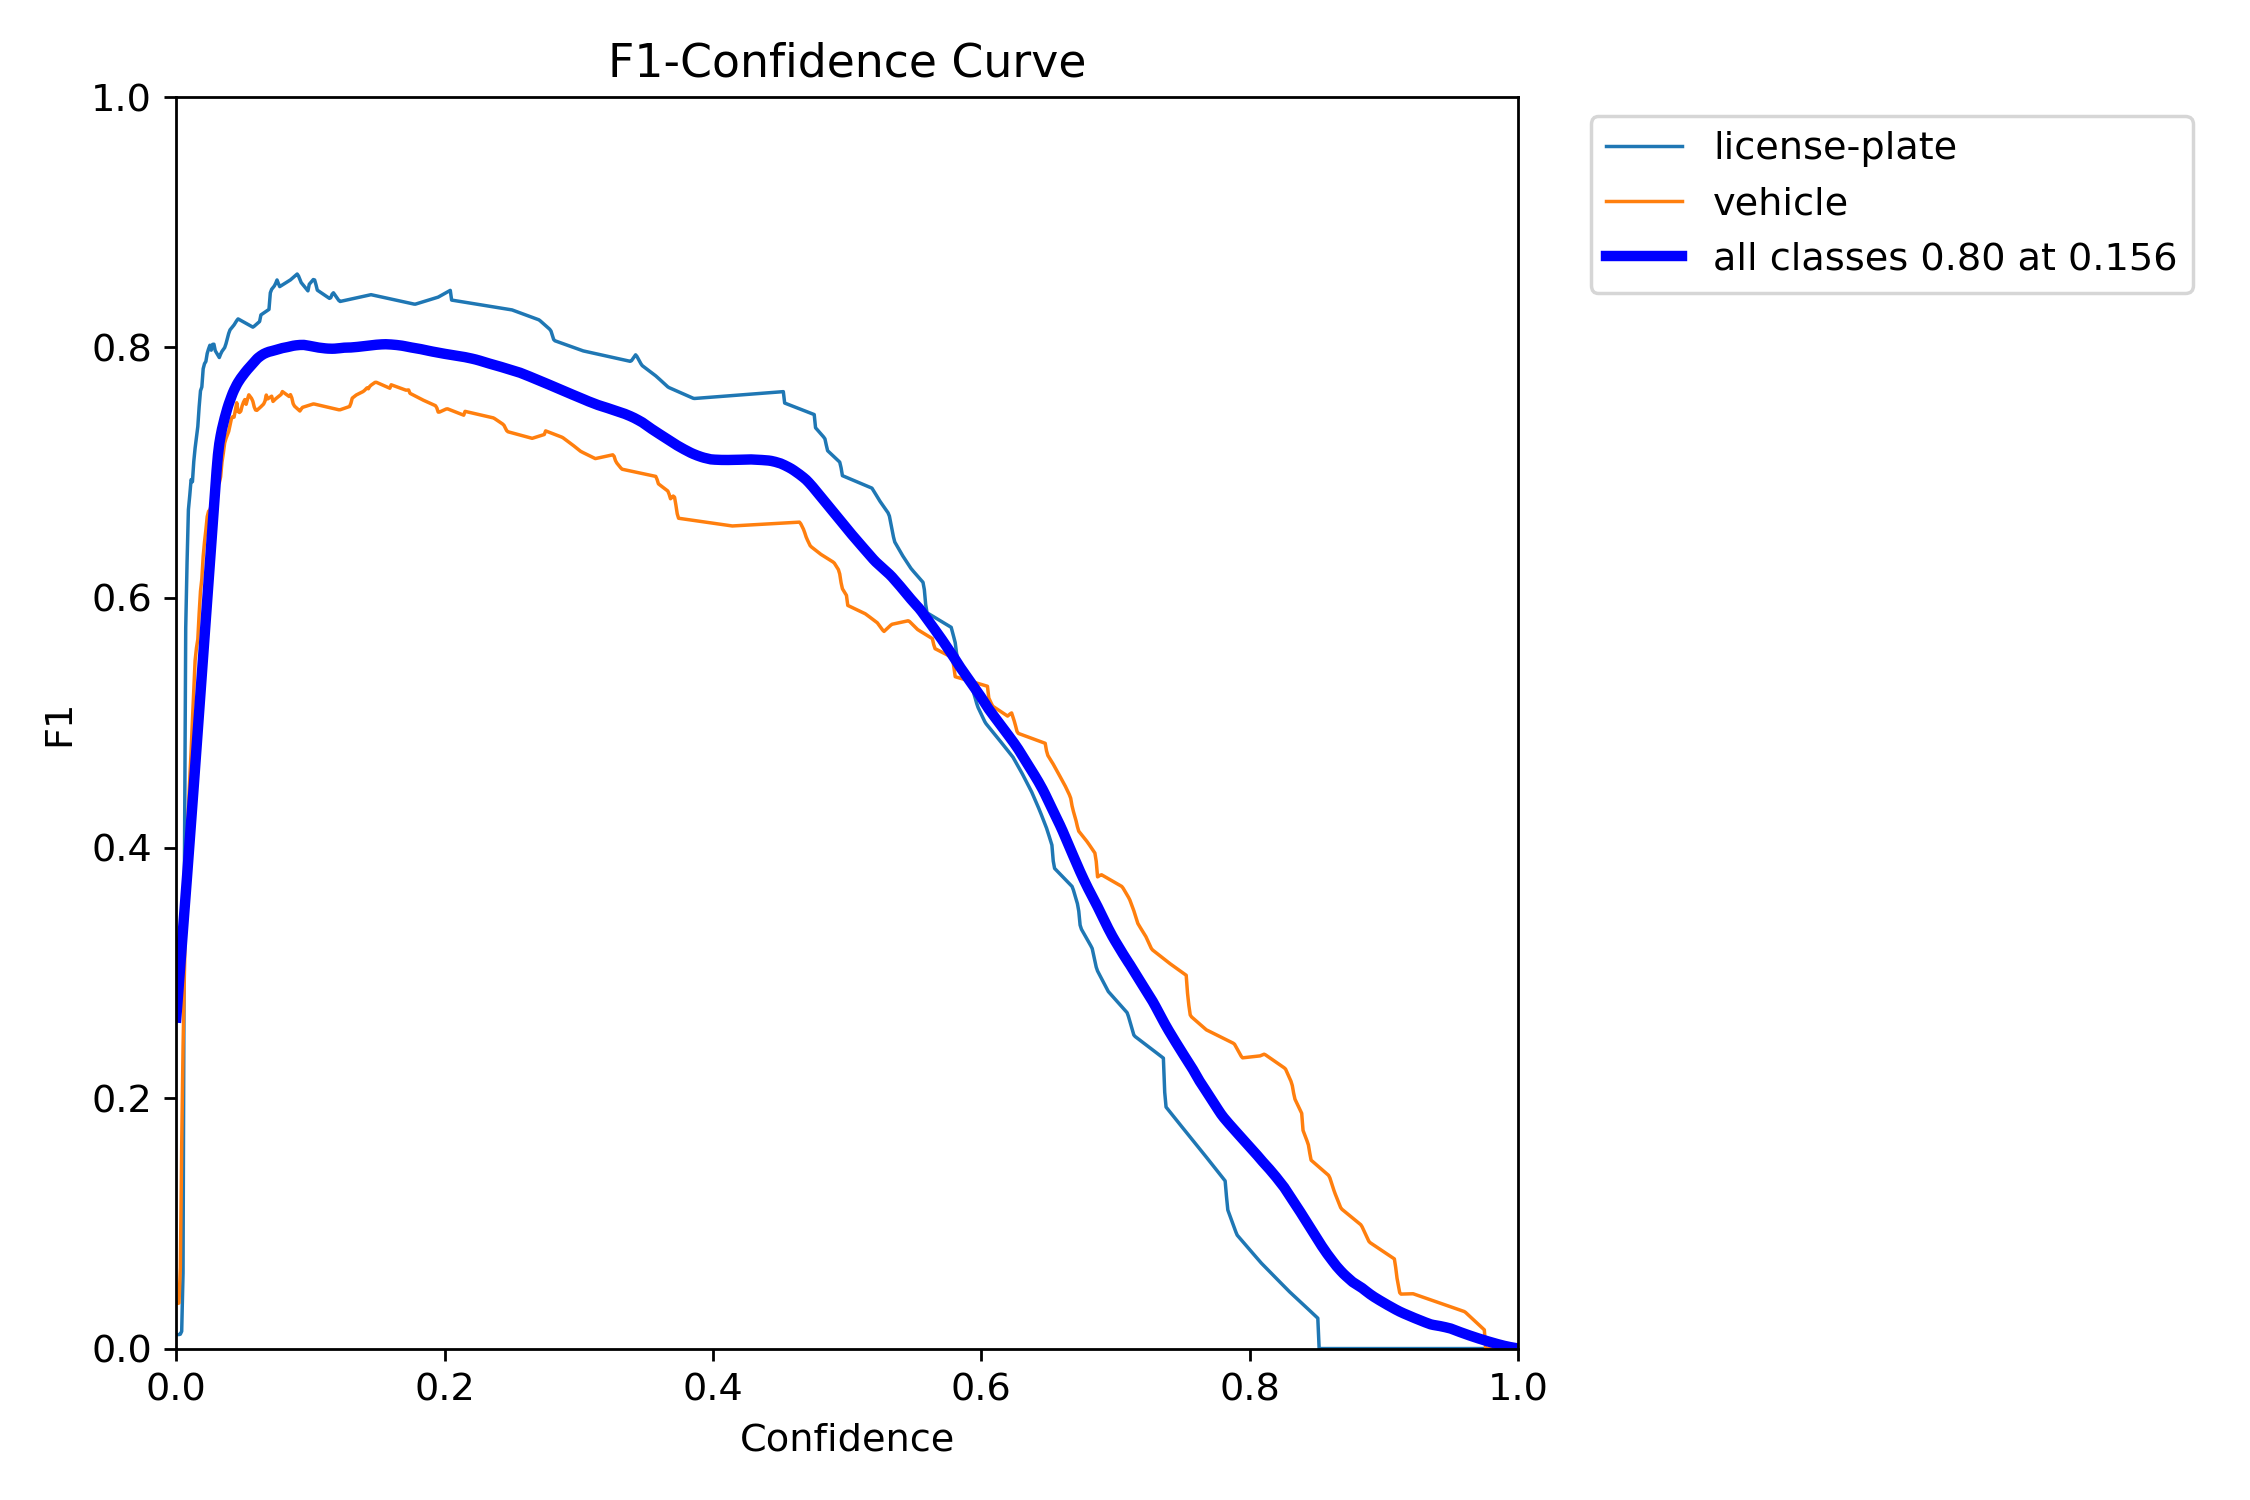 F1-Confidence Curve
1.0
0.8
0.6
0.4
0.2
0.0
F1
0.0 0.2 0.4 0.6 0.8 1.0
Confidence
license-plate
vehicle
all classes 0.80 at 0.156